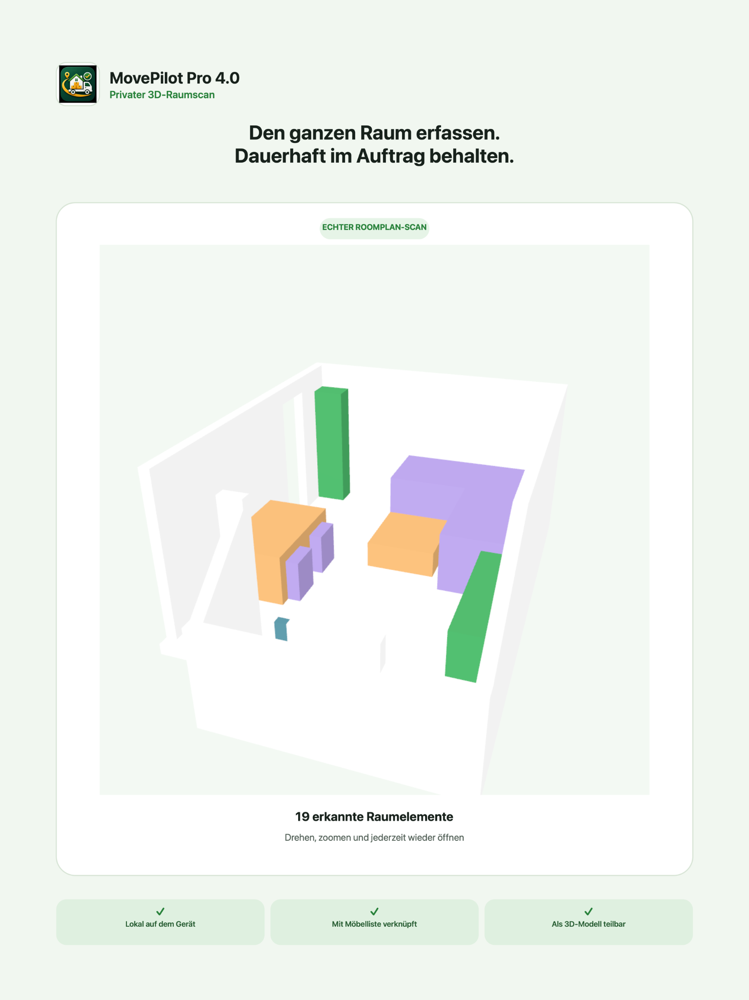 MovePilot Pro 4.0
Privater 3D-Raumscan
Den ganzen Raum erfassen.
Dauerhaft im Auftrag behalten.
ECHTER ROOMPLAN-SCAN
19 erkannte Raumelemente
Drehen, zoomen und jederzeit wieder öffnen
Lokal auf dem Gerät
Mit Möbelliste verknüpft
Als 3D-Modell teilbar